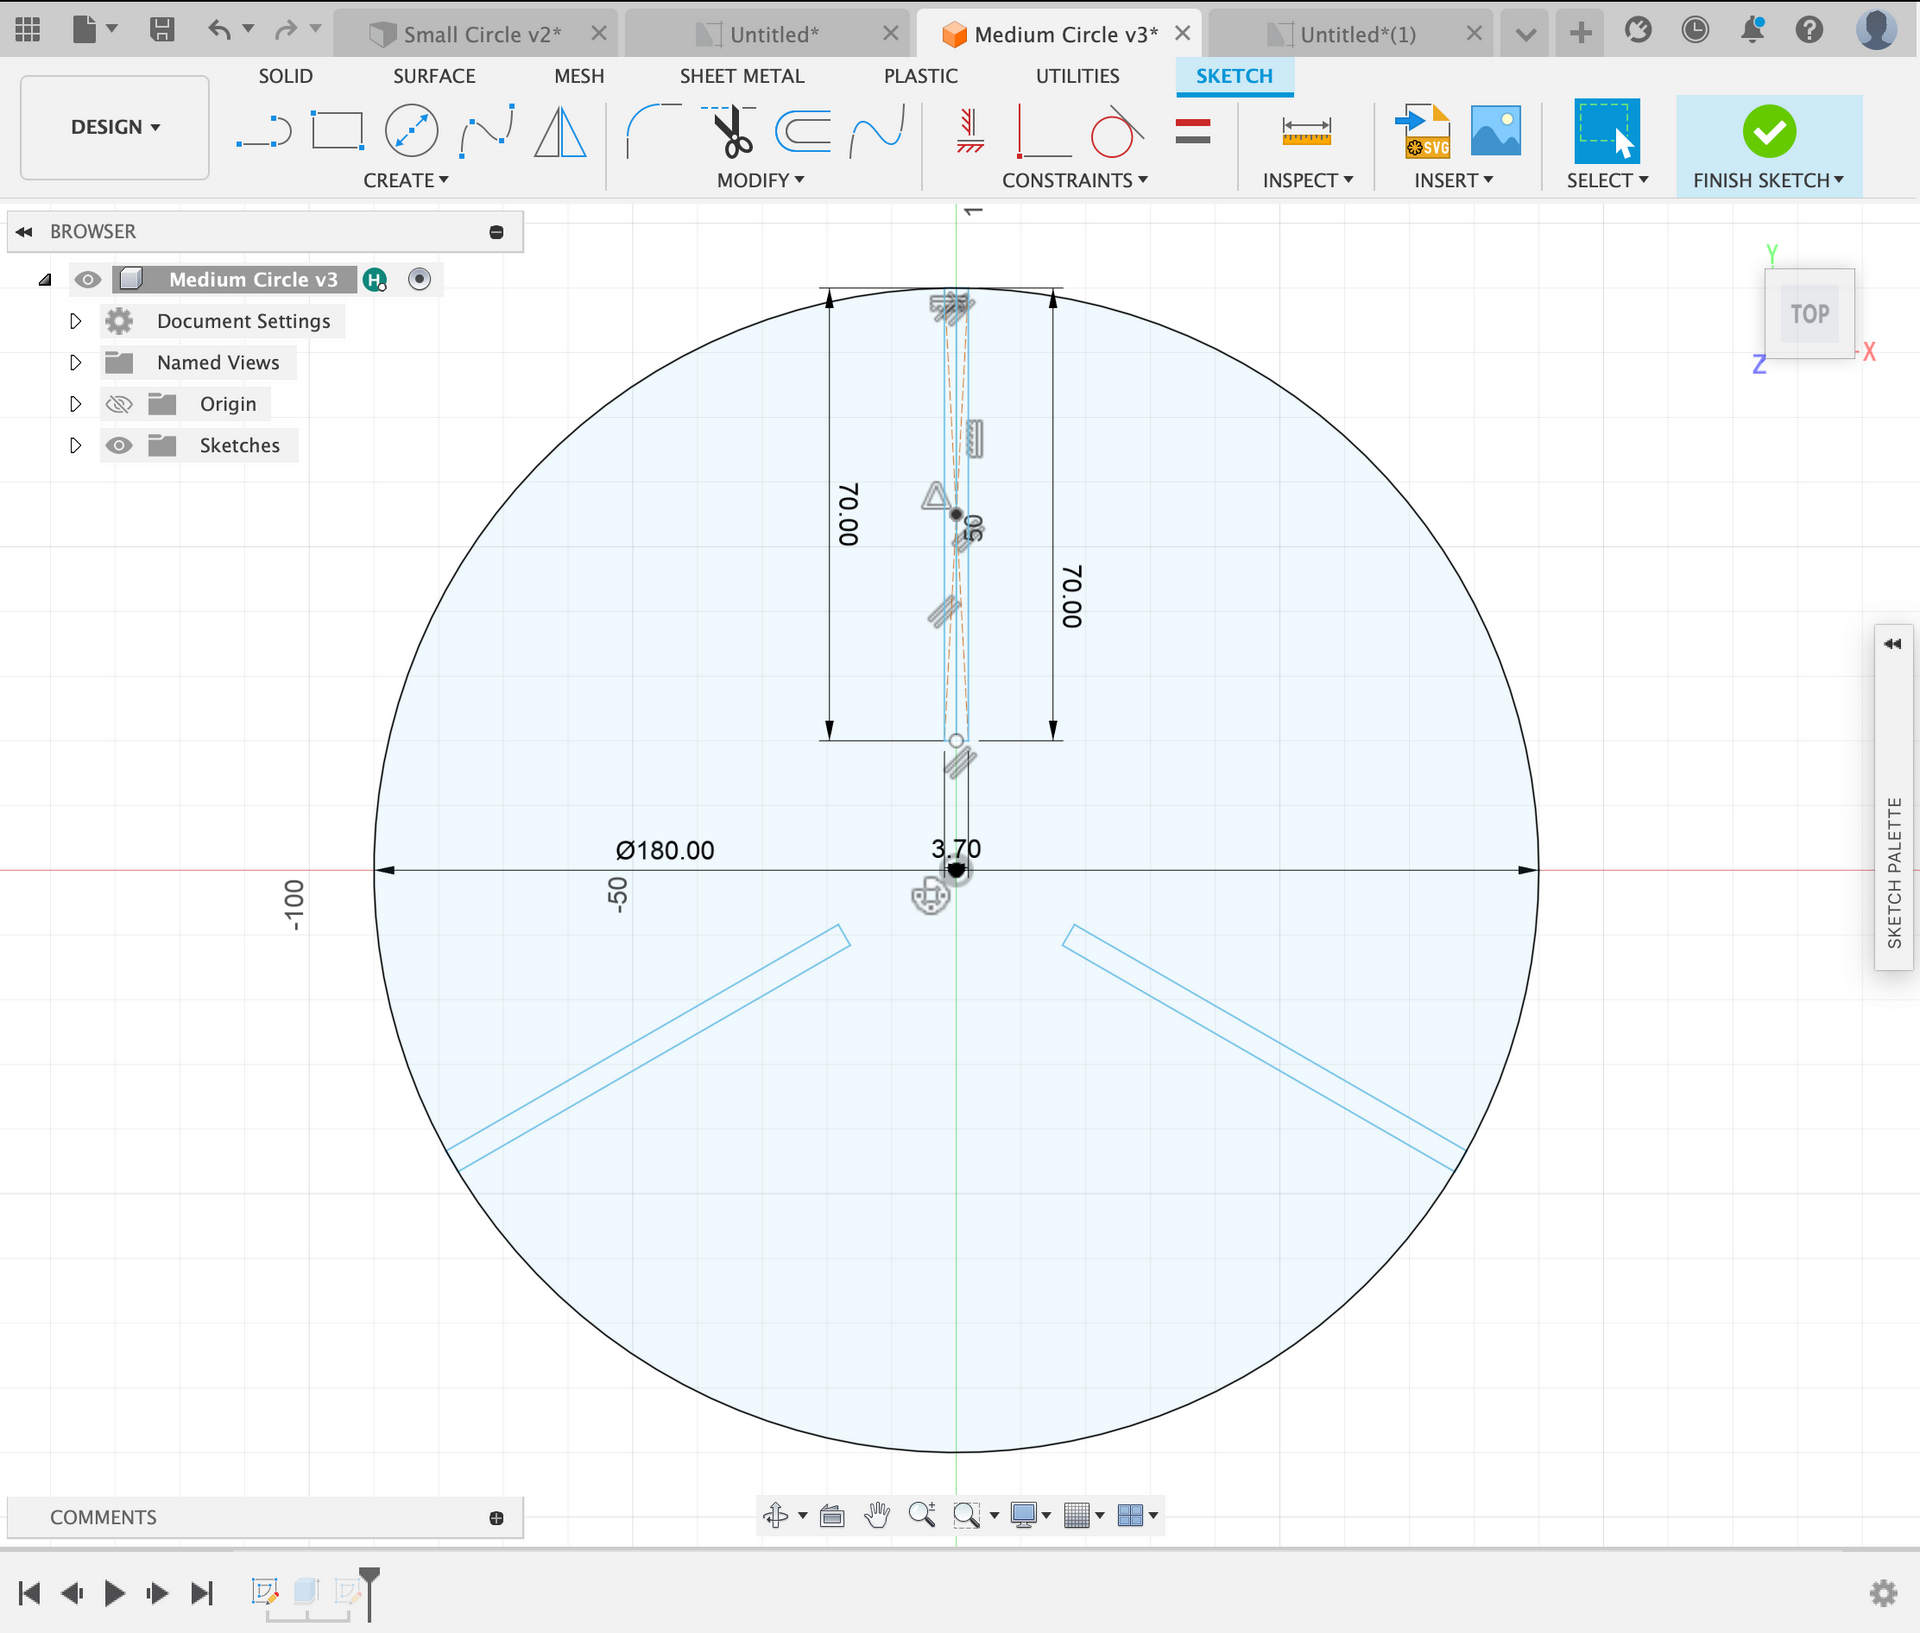 Small Circle v2*
Untitled*
Medium Circle v3*
Untitled*(1)
SOLID
SURFACE
MESH
SHEET METAL
PLASTIC
UTILITIES
SKETCH
DESIGN
SVG
CREATE
MODIFY
CONSTRAINTS
INSPECT
INSERT
SELECT
FINISH SKETCH
BROWSER
Medium Circle v3
H
Document Settings
Named Views
Origin
Sketches
1
Y
TOP
X
Z
70.00
50
70.00
Ø180.00
3.70
-100
-50
SKETCH PALETTE
COMMENTS